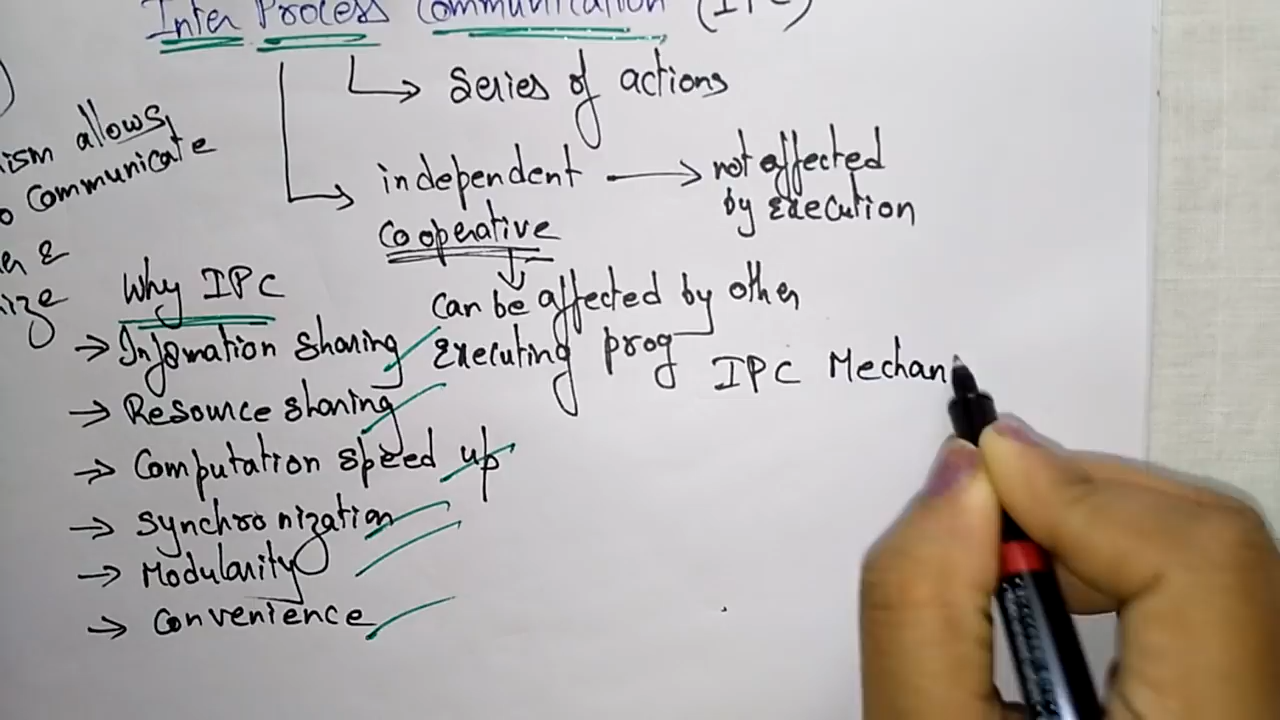 Inter Process Communication (IPC)
→ Series of actions
→ independent → not affected
by execution
Cooperative
can be affected by other
executing prog
ism allows
o communicate
&
ize
Why IPC
→ Information sharing
→ Resource sharing
→ Computation speed up
→ Synchronization
→ Modularity
→ Convenience
IPC Mechan